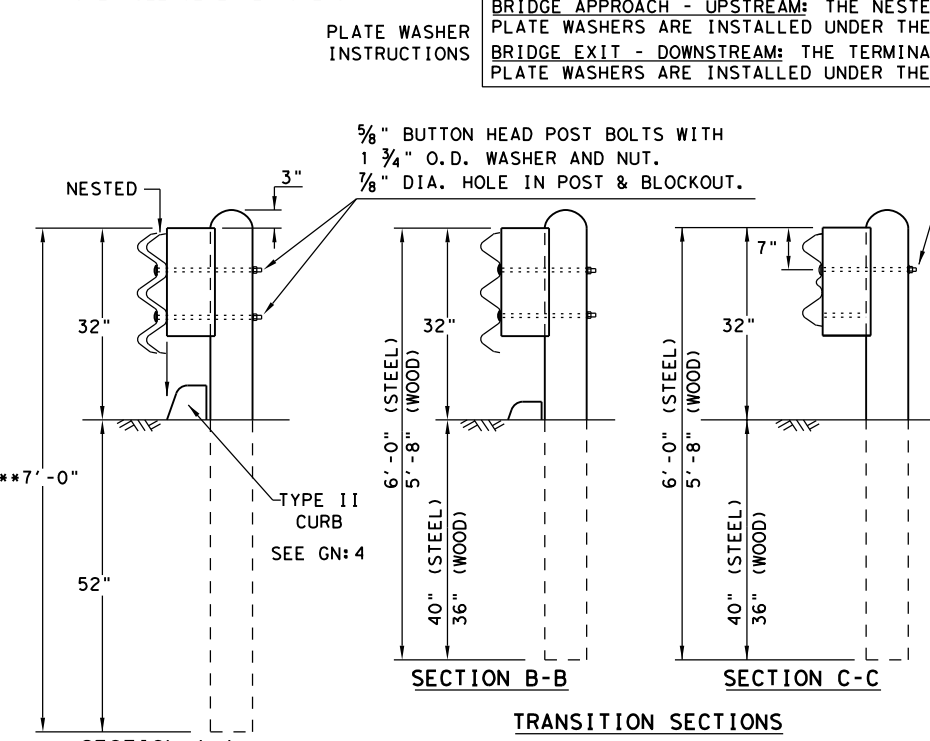 BRIDGE APPROACH - UPSTREAM: THE NESTE
PLATE WASHERS ARE INSTALLED UNDER THE
BRIDGE EXIT - DOWNSTREAM: THE TERMINA
PLATE WASHERS ARE INSTALLED UNDER THE
PLATE WASHER
INSTRUCTIONS
5/8" BUTTON HEAD POST BOLTS WITH
1 3/4" O.D. WASHER AND NUT.
7/8" DIA. HOLE IN POST & BLOCKOUT.
NESTED
3"
32"
**7'-0"
52"
TYPE II
CURB
SEE GN:4
32"
6'-0" (STEEL)
5'-8" (WOOD)
40" (STEEL)
36" (WOOD)
SECTION B-B
7"
32"
6'-0" (STEEL)
5'-8" (WOOD)
40" (STEEL)
36" (WOOD)
SECTION C-C
TRANSITION SECTIONS